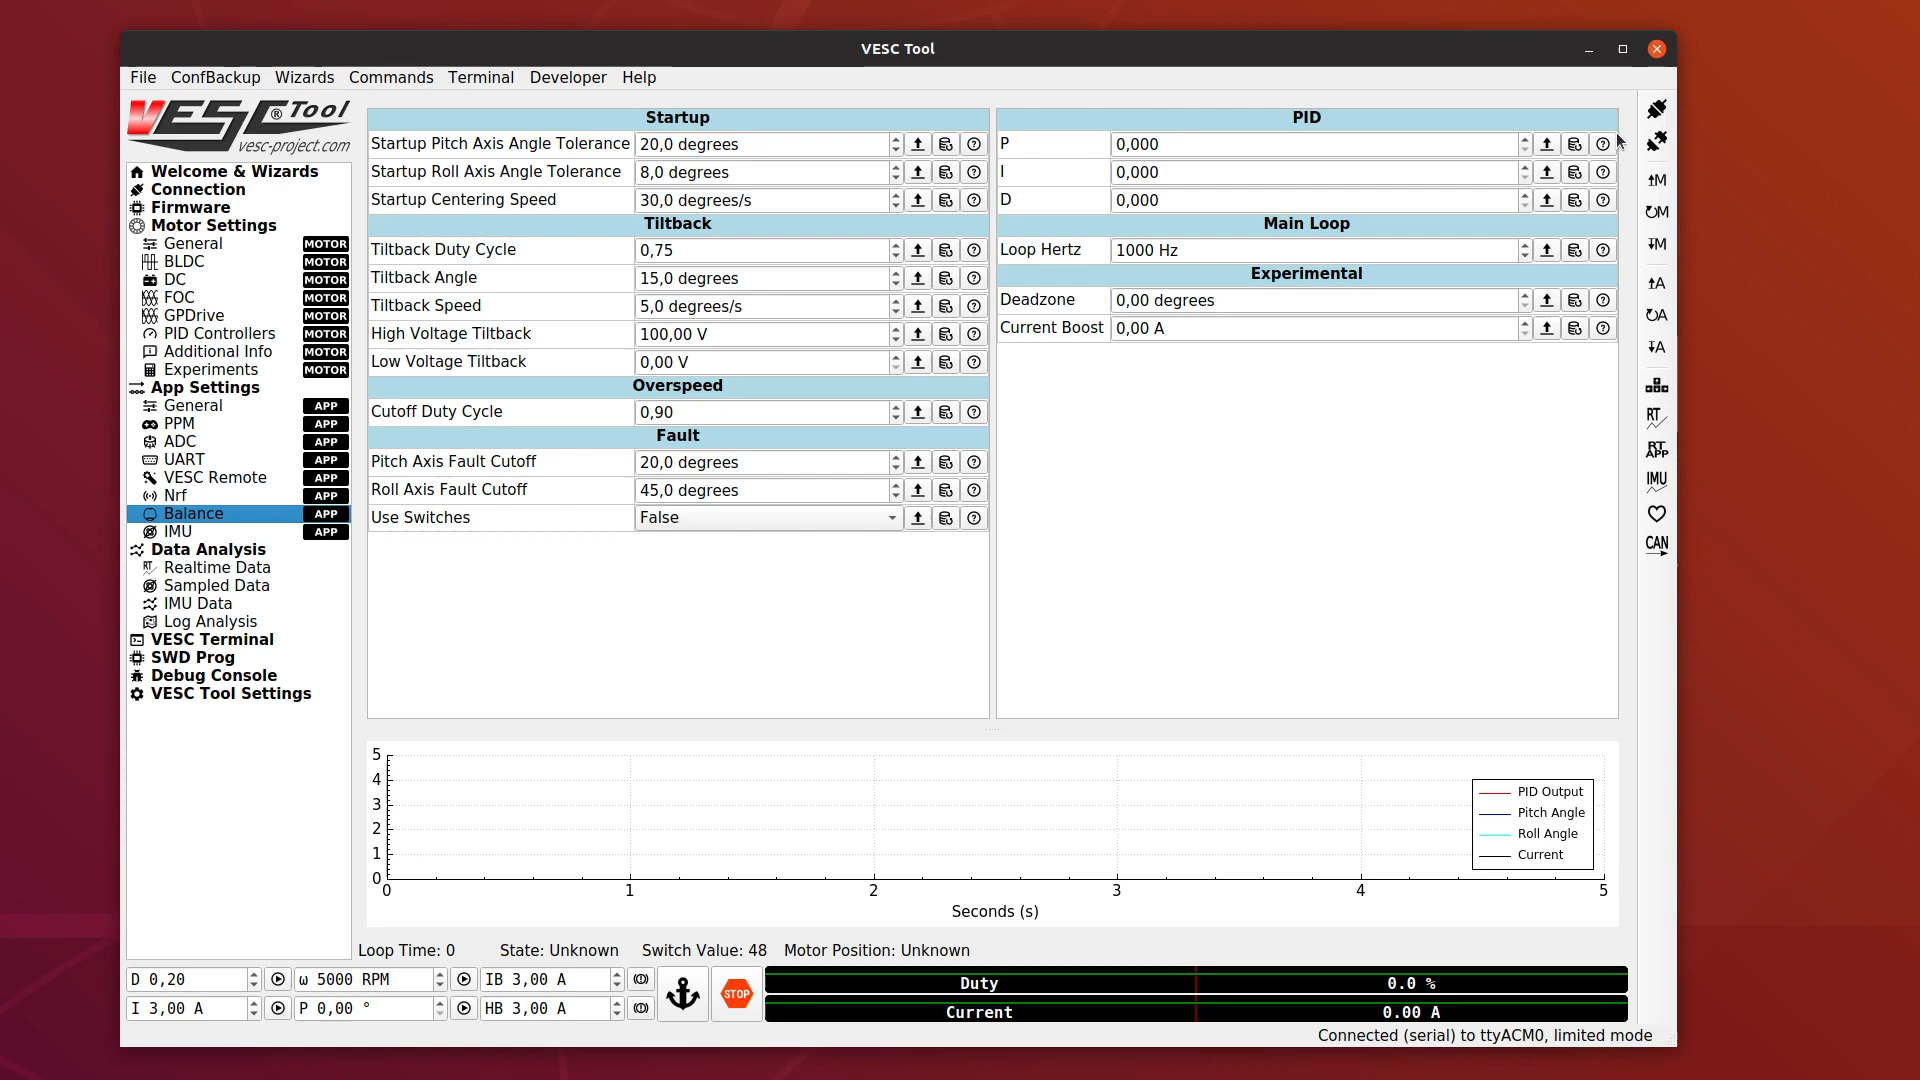 VESC Tool
File ConfBackup Wizards Commands Terminal Developer Help
VESC® Tool
vesc-project.com
Welcome & Wizards
Connection
Firmware
Motor Settings
General MOTOR
BLDC MOTOR
DC MOTOR
FOC MOTOR
GPDrive MOTOR
PID Controllers MOTOR
Additional Info MOTOR
Experiments MOTOR
App Settings
General APP
PPM APP
ADC APP
UART APP
VESC Remote APP
Nrf APP
Balance APP
IMU APP
Data Analysis
RT Realtime Data
Sampled Data
IMU Data
Log Analysis
VESC Terminal
SWD Prog
Debug Console
VESC Tool Settings
Startup
Startup Pitch Axis Angle Tolerance 20,0 degrees
Startup Roll Axis Angle Tolerance 8,0 degrees
Startup Centering Speed 30,0 degrees/s
Tiltback
Tiltback Duty Cycle 0,75
Tiltback Angle 15,0 degrees
Tiltback Speed 5,0 degrees/s
High Voltage Tiltback 100,00 V
Low Voltage Tiltback 0,00 V
Overspeed
Cutoff Duty Cycle 0,90
Fault
Pitch Axis Fault Cutoff 20,0 degrees
Roll Axis Fault Cutoff 45,0 degrees
Use Switches False
PID
P 0,000
I 0,000
D 0,000
Main Loop
Loop Hertz 1000 Hz
Experimental
Deadzone 0,00 degrees
Current Boost 0,00 A
M
M
M
A
A
A
RT
RT APP
IMU
CAN
5
4
3
2
1
0
0 1 2 3 4 5
Seconds (s)
PID Output
Pitch Angle
Roll Angle
Current
Loop Time: 0 State: Unknown Switch Value: 48 Motor Position: Unknown
D 0,20 ω 5000 RPM IB 3,00 A
I 3,00 A P 0,00 ° HB 3,00 A
STOP
Duty 0.0 %
Current 0.00 A
Connected (serial) to ttyACM0, limited mode